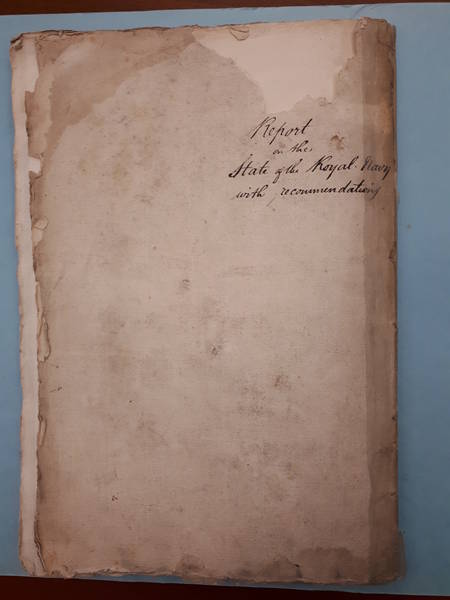 Report
on the
State of the Royal Navy
with recommendations